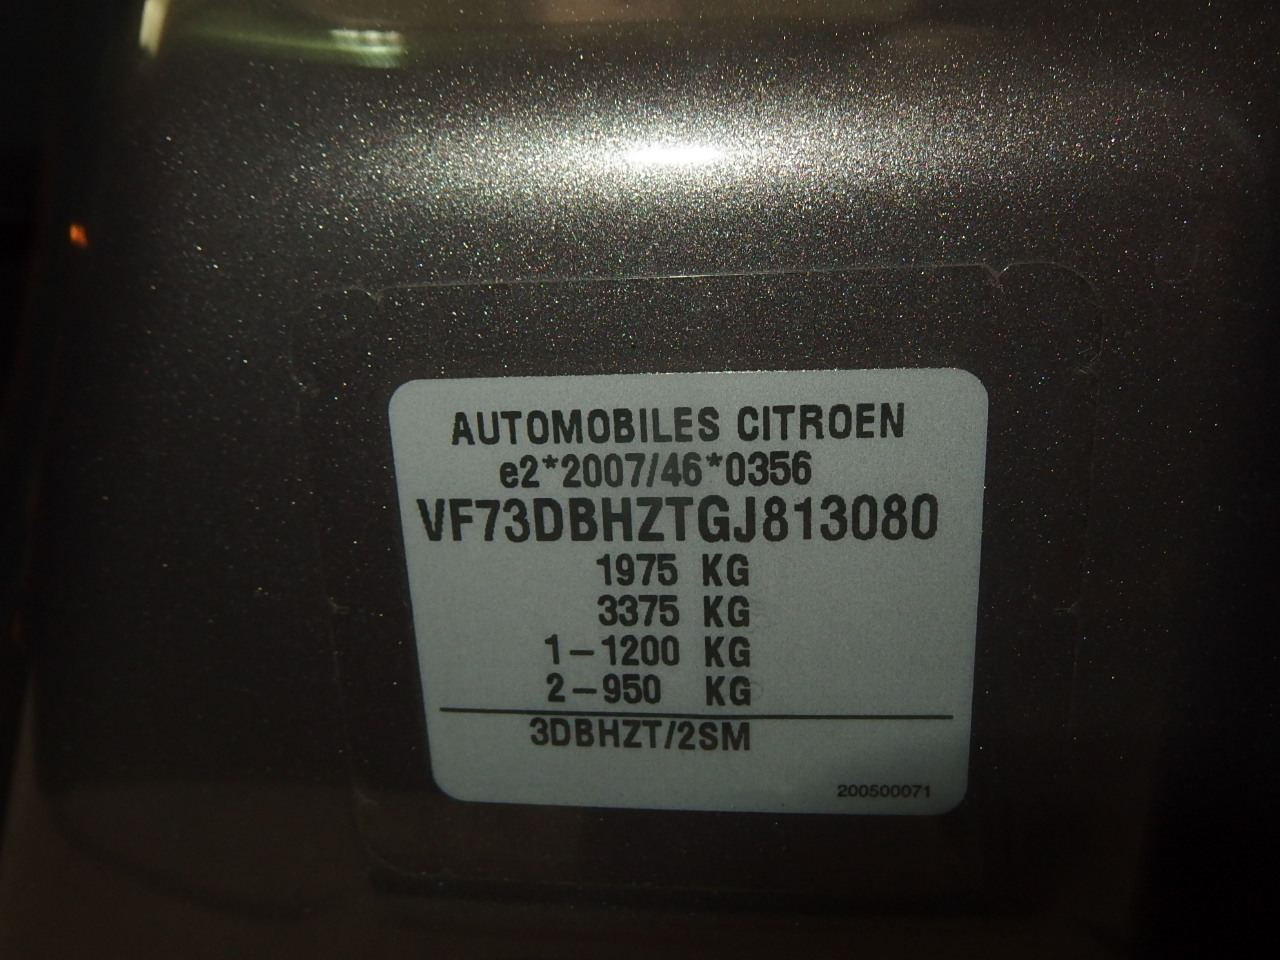 AUTOMOBILES CITROEN
e2*2007/46*0356
VF73DBHZTGJ813080
1975 KG
3375 KG
1-1200 KG
2-950 KG
3DBHZT/2SM
200500071